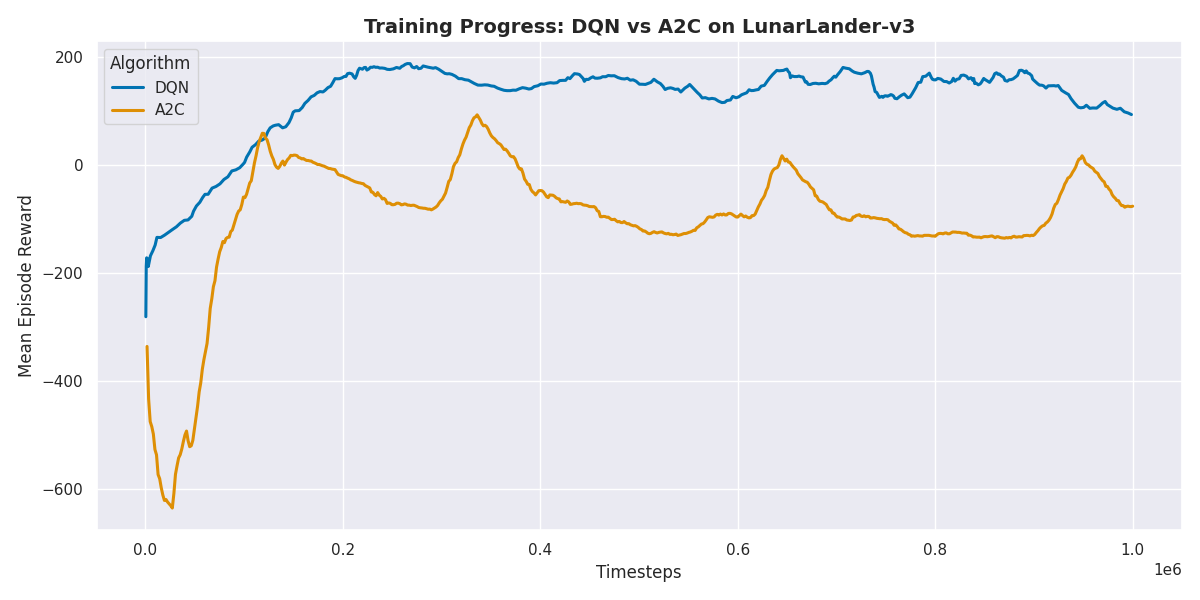 Training Progress: DQN vs A2C on LunarLander-v3
Algorithm
DQN
A2C
Mean Episode Reward
200
0
−200
−400
−600
0.0 0.2 0.4 0.6 0.8 1.0
1e6
Timesteps